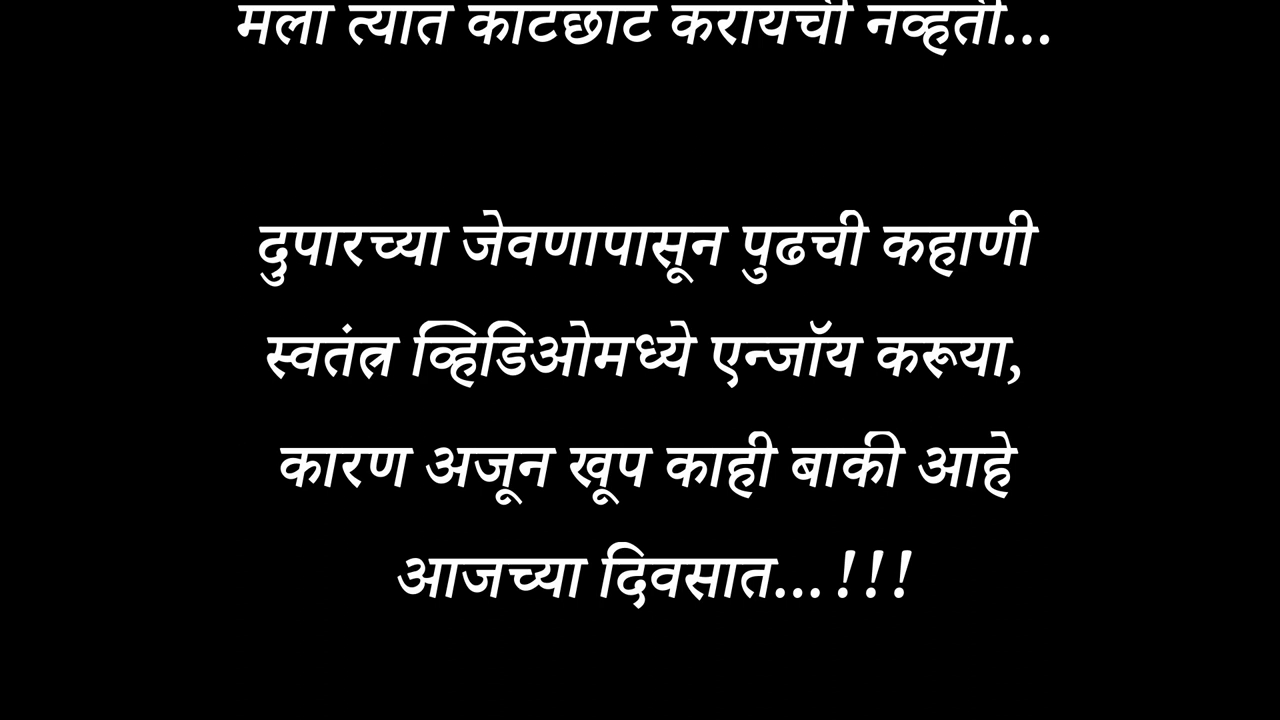 मला त्यात काटछाट करायची नव्हती...
दुपारच्या जेवणापासून पुढची कहाणी
स्वतंत्र व्हिडिओमध्ये एन्जॉय करूया,
कारण अजून खूप काही बाकी आहे
आजच्या दिवसात...!!!